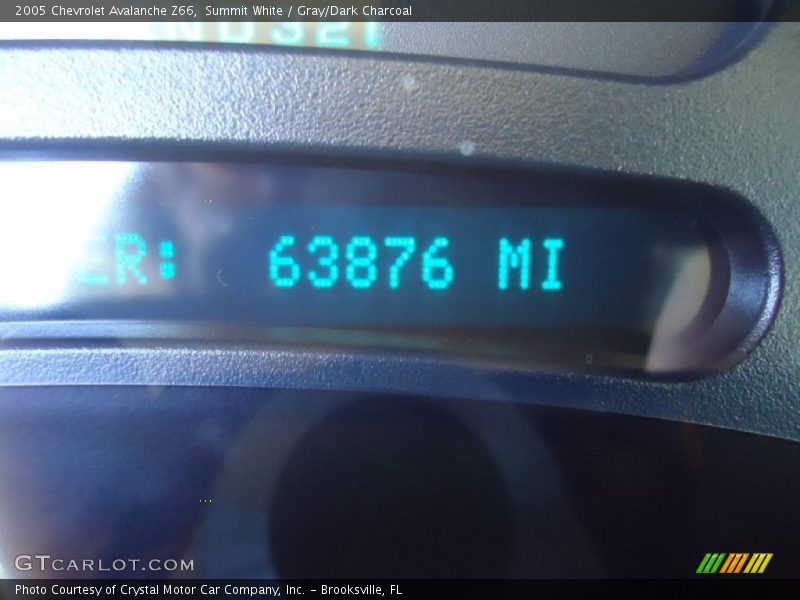 2005 Chevrolet Avalanche Z66, Summit White / Gray/Dark Charcoal
ER: 63876 MI
GTCARLOT.COM
Photo Courtesy of Crystal Motor Car Company, Inc. - Brooksville, FL